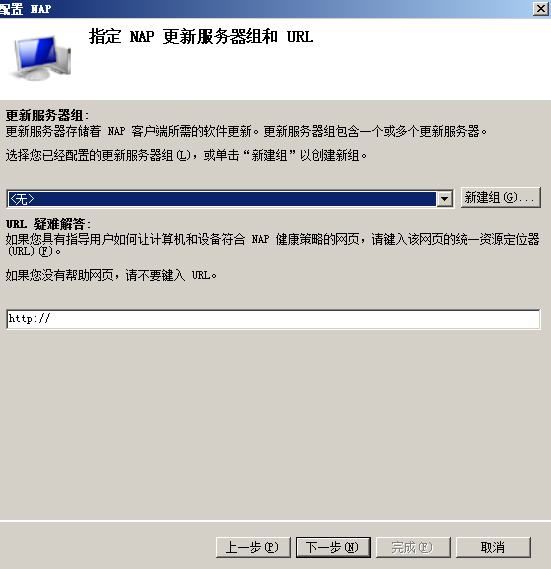 配置 NAP
指定 NAP 更新服务器组和 URL
更新服务器组:
更新服务器存储着 NAP 客户端所需的软件更新。更新服务器组包含一个或多个更新服务器。
选择您已经配置的更新服务器组(L)，或单击“新建组”以创建新组。
<无>
新建组(G)...
URL 疑难解答:
如果您具有指导用户如何让计算机和设备符合 NAP 健康策略的网页，请键入该网页的统一资源定位器
(URL)(F)。
如果您没有帮助网页，请不要键入 URL。
http://
上一步(P)
下一步(N)
完成(F)
取消